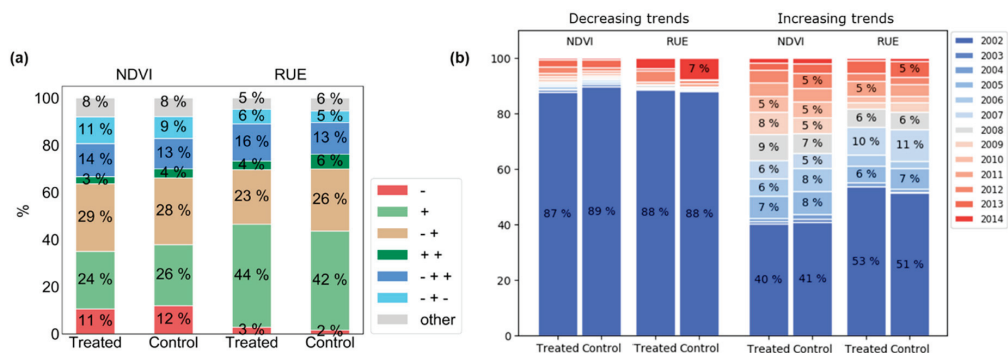 (a)
NDVI RUE
%
100
80
60
40
20
0
8 % 8 % 5 % 6 %
11 % 9 % 6 % 5 %
14 % 13 % 16 % 13 %
3 % 4 % 4 % 6 %
29 % 28 % 23 % 26 %
24 % 26 % 44 % 42 %
11 % 12 % 3 % 2 %
Treated Control Treated Control
-
+
- +
+ +
- + +
- + -
other
(b)
Decreasing trends Increasing trends
NDVI RUE NDVI RUE
100
80
60
40
20
0
87 % 89 % 88 % 88 %
7 %
40 % 41 % 53 % 51 %
7 % 8 % 6 % 7 %
6 % 8 % 10 % 11 %
6 % 5 % 6 % 6 %
9 % 7 % 5 % 5 %
8 % 5 %
5 % 5 %
5 %
Treated Control Treated Control Treated Control Treated Control
2002
2003
2004
2005
2006
2007
2008
2009
2010
2011
2012
2013
2014